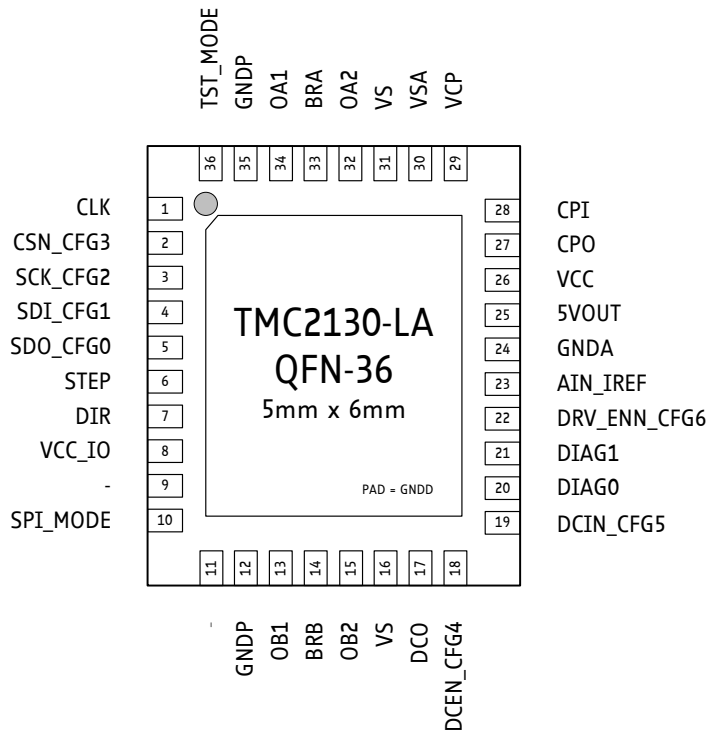 TST_MODE
GNDP
OA1
BRA
OA2
VS
VSA
VCP
36
35
34
33
32
31
30
29
CLK 1
CSN_CFG3 2
SCK_CFG2 3
SDI_CFG1 4
SDO_CFG0 5
STEP 6
DIR 7
VCC_IO 8
- 9
SPI_MODE 10
TMC2130-LA
QFN-36
5mm x 6mm
PAD = GNDD
28 CPI
27 CPO
26 VCC
25 5VOUT
24 GNDA
23 AIN_IREF
22 DRV_ENN_CFG6
21 DIAG1
20 DIAG0
19 DCIN_CFG5
11
12
13
14
15
16
17
18
-
GNDP
OB1
BRB
OB2
VS
DCO
DCEN_CFG4